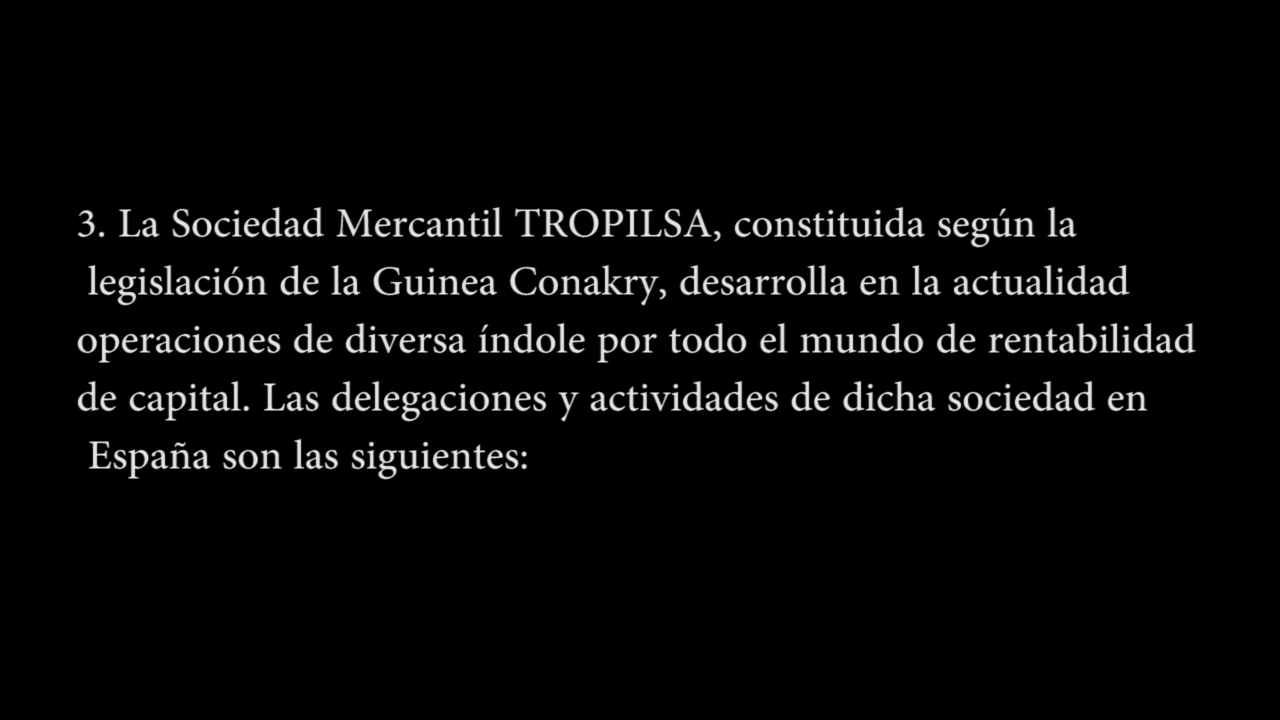 3. La Sociedad Mercantil TROPILSA, constituida según la
legislación de la Guinea Conakry, desarrolla en la actualidad
operaciones de diversa índole por todo el mundo de rentabilidad
de capital. Las delegaciones y actividades de dicha sociedad en
España son las siguientes: